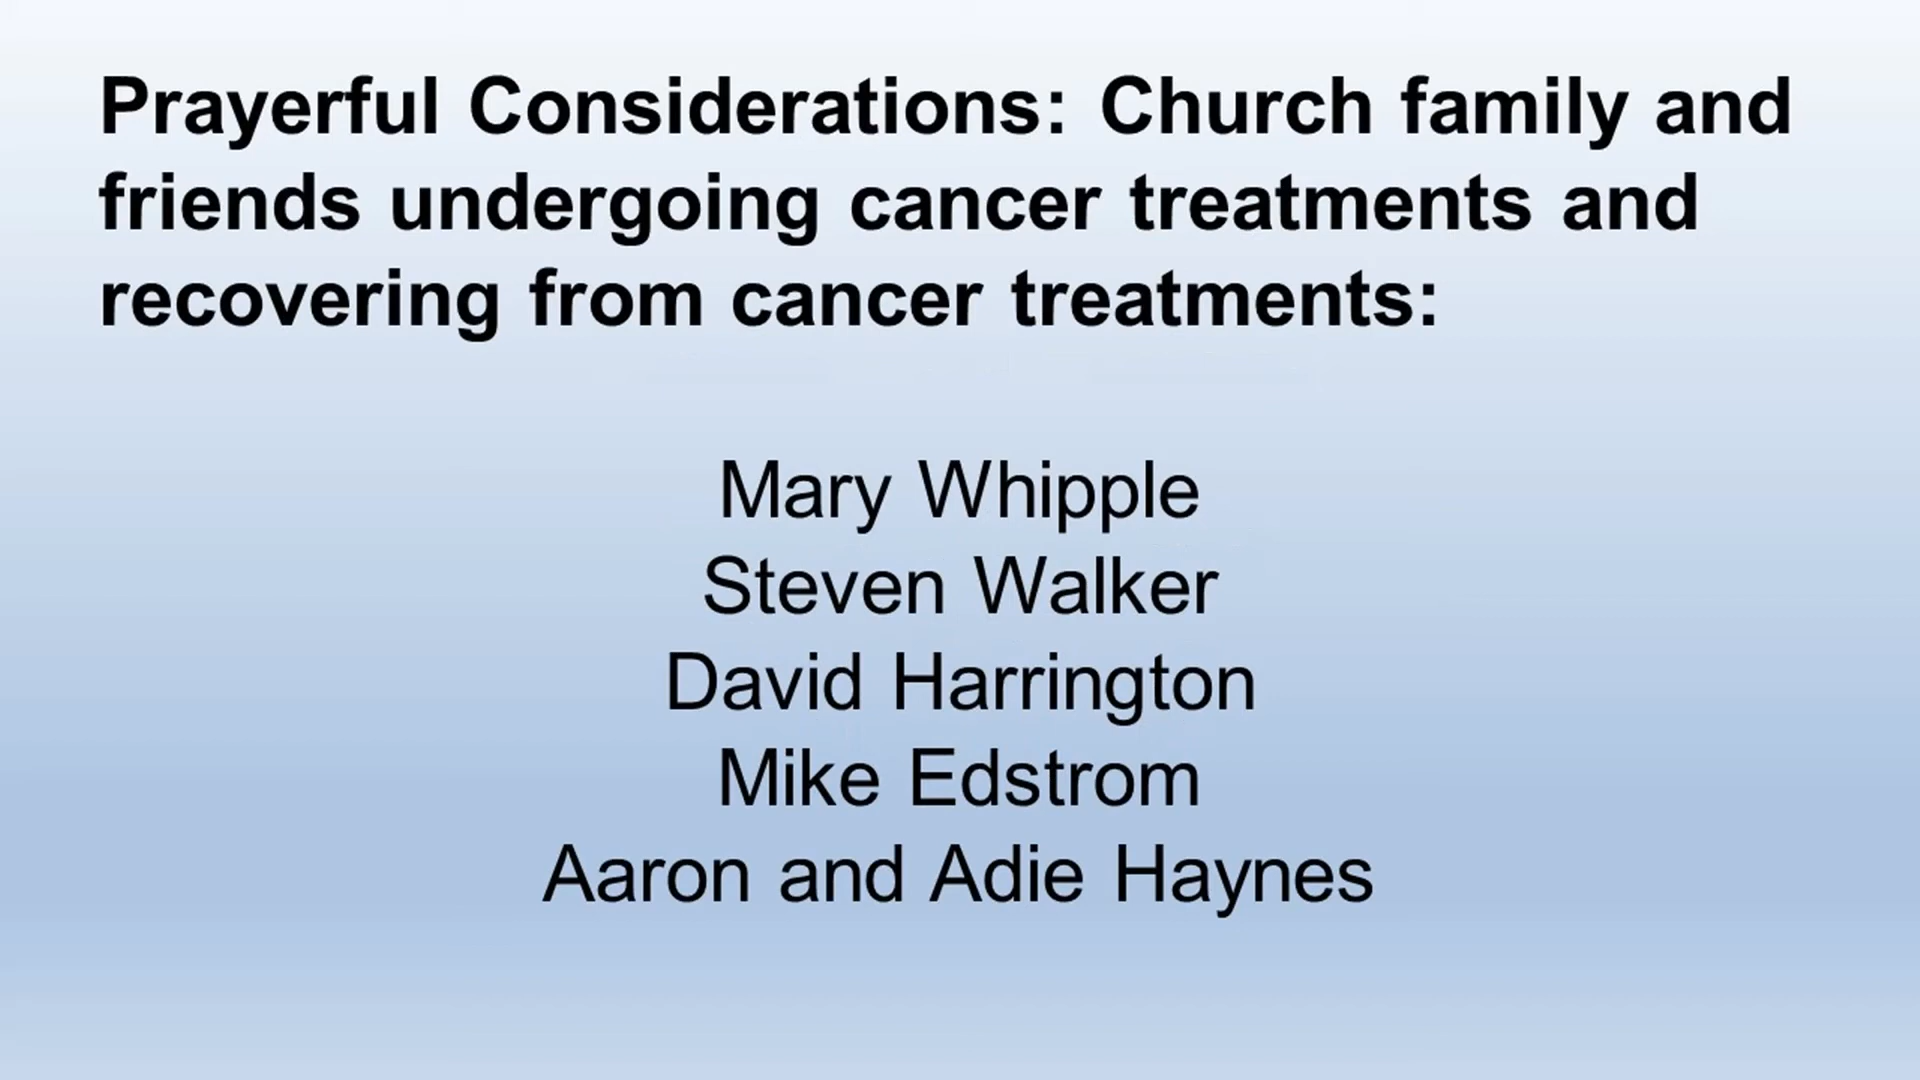 Prayerful Considerations: Church family and
friends undergoing cancer treatments and
recovering from cancer treatments:
Mary Whipple
Steven Walker
David Harrington
Mike Edstrom
Aaron and Adie Haynes